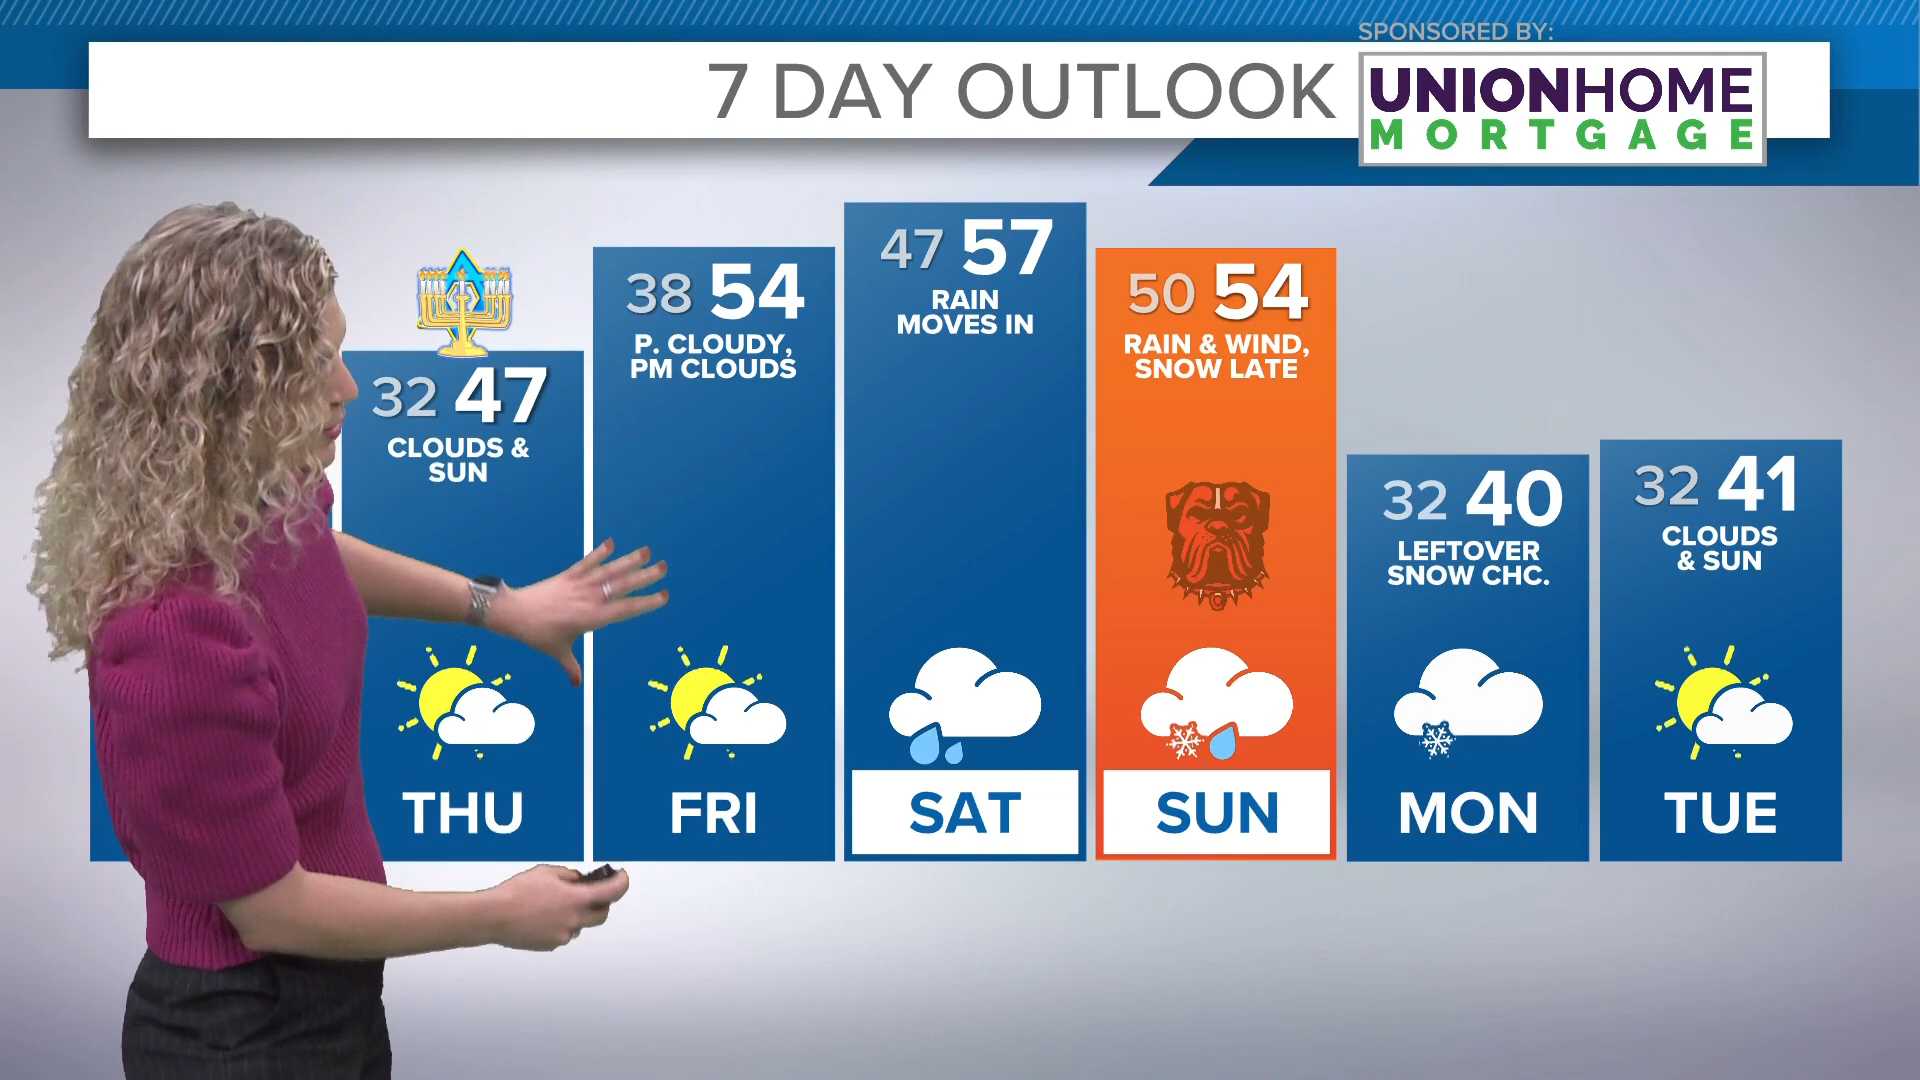 SPONSORED BY:
7 DAY OUTLOOK
UNIONHOME
MORTGAGE
32 47
CLOUDS &
SUN
THU
38 54
P. CLOUDY,
PM CLOUDS
FRI
47 57
RAIN
MOVES IN
SAT
50 54
RAIN & WIND,
SNOW LATE
SUN
32 40
LEFTOVER
SNOW CHC.
MON
32 41
CLOUDS
& SUN
TUE